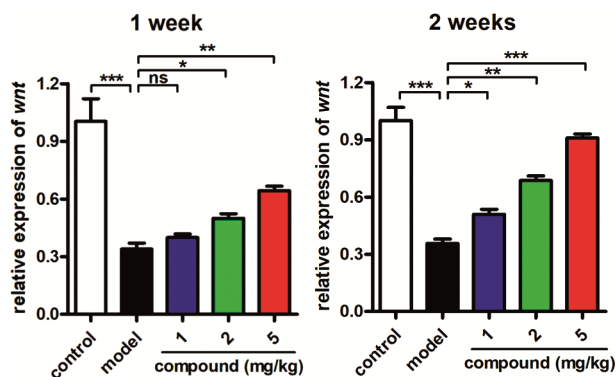 1 week
relative expression of wnt
1.2
0.9
0.6
0.3
0.0
***
ns
*
**
control
model
1
2
5
compound (mg/kg)
2 weeks
relative expression of wnt
1.2
0.9
0.6
0.3
0.0
***
*
**
***
control
model
1
2
5
compound (mg/kg)